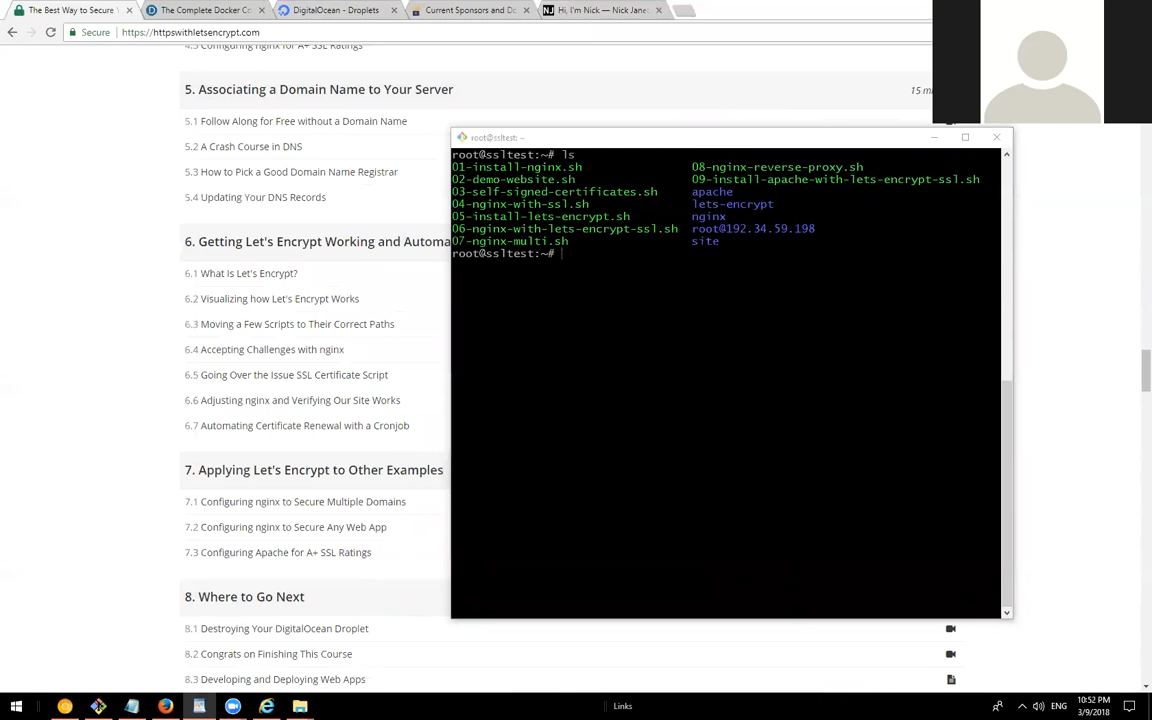 The Best Way to Secure
The Complete Docker Co
DigitalOcean - Droplets
Current Sponsors and Do
Hi, I'm Nick — Nick Jane
Secure
https://httpswithletsencrypt.com
4.5 Configuring nginx for A+ SSL Ratings
5. Associating a Domain Name to Your Server
15 m
5.1 Follow Along for Free without a Domain Name
5.2 A Crash Course in DNS
5.3 How to Pick a Good Domain Name Registrar
5.4 Updating Your DNS Records
6. Getting Let's Encrypt Working and Automa
6.1 What Is Let's Encrypt?
6.2 Visualizing how Let's Encrypt Works
6.3 Moving a Few Scripts to Their Correct Paths
6.4 Accepting Challenges with nginx
6.5 Going Over the Issue SSL Certificate Script
6.6 Adjusting nginx and Verifying Our Site Works
6.7 Automating Certificate Renewal with a Cronjob
7. Applying Let's Encrypt to Other Examples
7.1 Configuring nginx to Secure Multiple Domains
7.2 Configuring nginx to Secure Any Web App
7.3 Configuring Apache for A+ SSL Ratings
8. Where to Go Next
8.1 Destroying Your DigitalOcean Droplet
8.2 Congrats on Finishing This Course
8.3 Developing and Deploying Web Apps
root@ssltest: ~
root@ssltest:~# ls
01-install-nginx.sh 08-nginx-reverse-proxy.sh
02-demo-website.sh 09-install-apache-with-lets-encrypt-ssl.sh
03-self-signed-certificates.sh apache
04-nginx-with-ssl.sh lets-encrypt
05-install-lets-encrypt.sh nginx
06-nginx-with-lets-encrypt-ssl.sh root@192.34.59.198
07-nginx-multi.sh site
root@ssltest:~#
Links
ENG
10:52 PM
3/9/2018